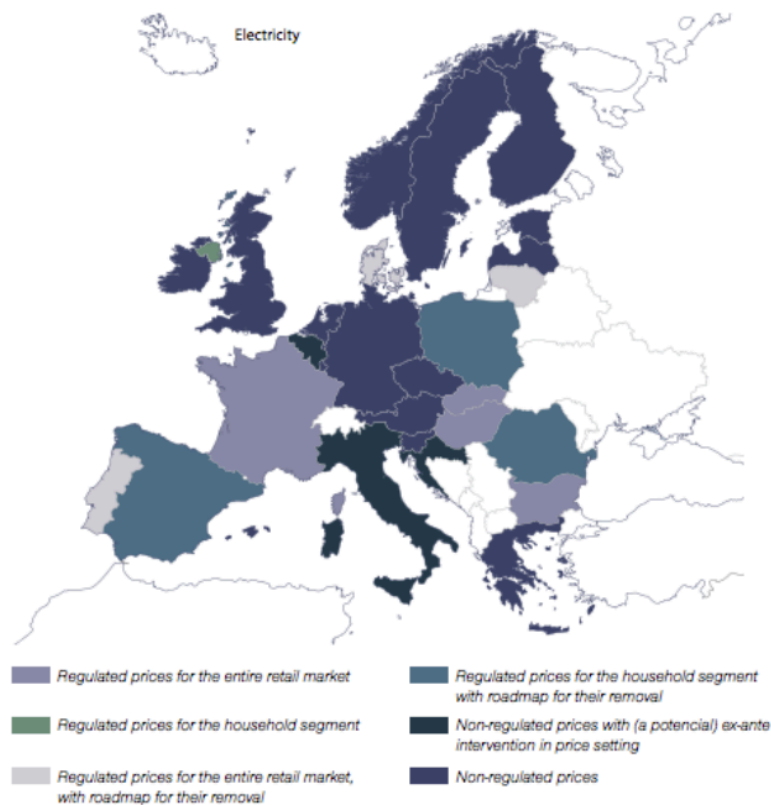 Electricity
Regulated prices for the entire retail market
Regulated prices for the household segment
Regulated prices for the entire retail market,
with roadmap for their removal
Regulated prices for the household segment
with roadmap for their removal
Non-regulated prices with (a potencial) ex-ante
intervention in price setting
Non-regulated prices